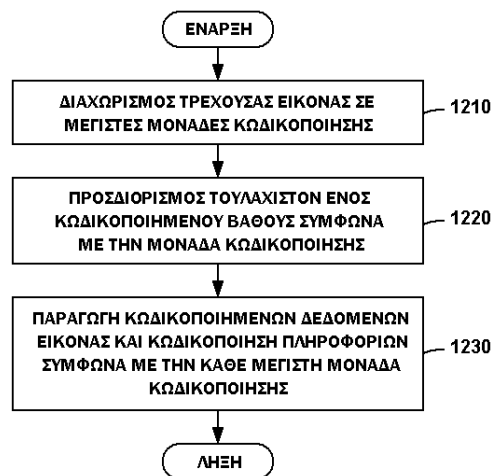 ΕΝΑΡΞΗ
ΔΙΑΧΩΡΙΣΜΟΣ ΤΡΕΧΟΥΣΑΣ ΕΙΚΟΝΑΣ ΣΕ
ΜΕΓΙΣΤΕΣ ΜΟΝΑΔΕΣ ΚΩΔΙΚΟΠΟΙΗΣΗΣ
1210
ΠΡΟΣΔΙΟΡΙΣΜΟΣ ΤΟΥΛΑΧΙΣΤΟΝ ΕΝΟΣ
ΚΩΔΙΚΟΠΟΙΗΜΕΝΟΥ ΒΑΘΟΥΣ ΣΥΜΦΩΝΑ
ΜΕ ΤΗΝ ΜΟΝΑΔΑ ΚΩΔΙΚΟΠΟΙΗΣΗΣ
1220
ΠΑΡΑΓΩΓΗ ΚΩΔΙΚΟΠΟΙΗΜΕΝΩΝ ΔΕΔΟΜΕΝΩΝ
ΕΙΚΟΝΑΣ ΚΑΙ ΚΩΔΙΚΟΠΟΙΗΣΗ ΠΛΗΡΟΦΟΡΙΩΝ
ΣΥΜΦΩΝΑ ΜΕ ΤΗΝ ΚΑΘΕ ΜΕΓΙΣΤΗ ΜΟΝΑΔΑ
ΚΩΔΙΚΟΠΟΙΗΣΗΣ
1230
ΛΗΞΗ